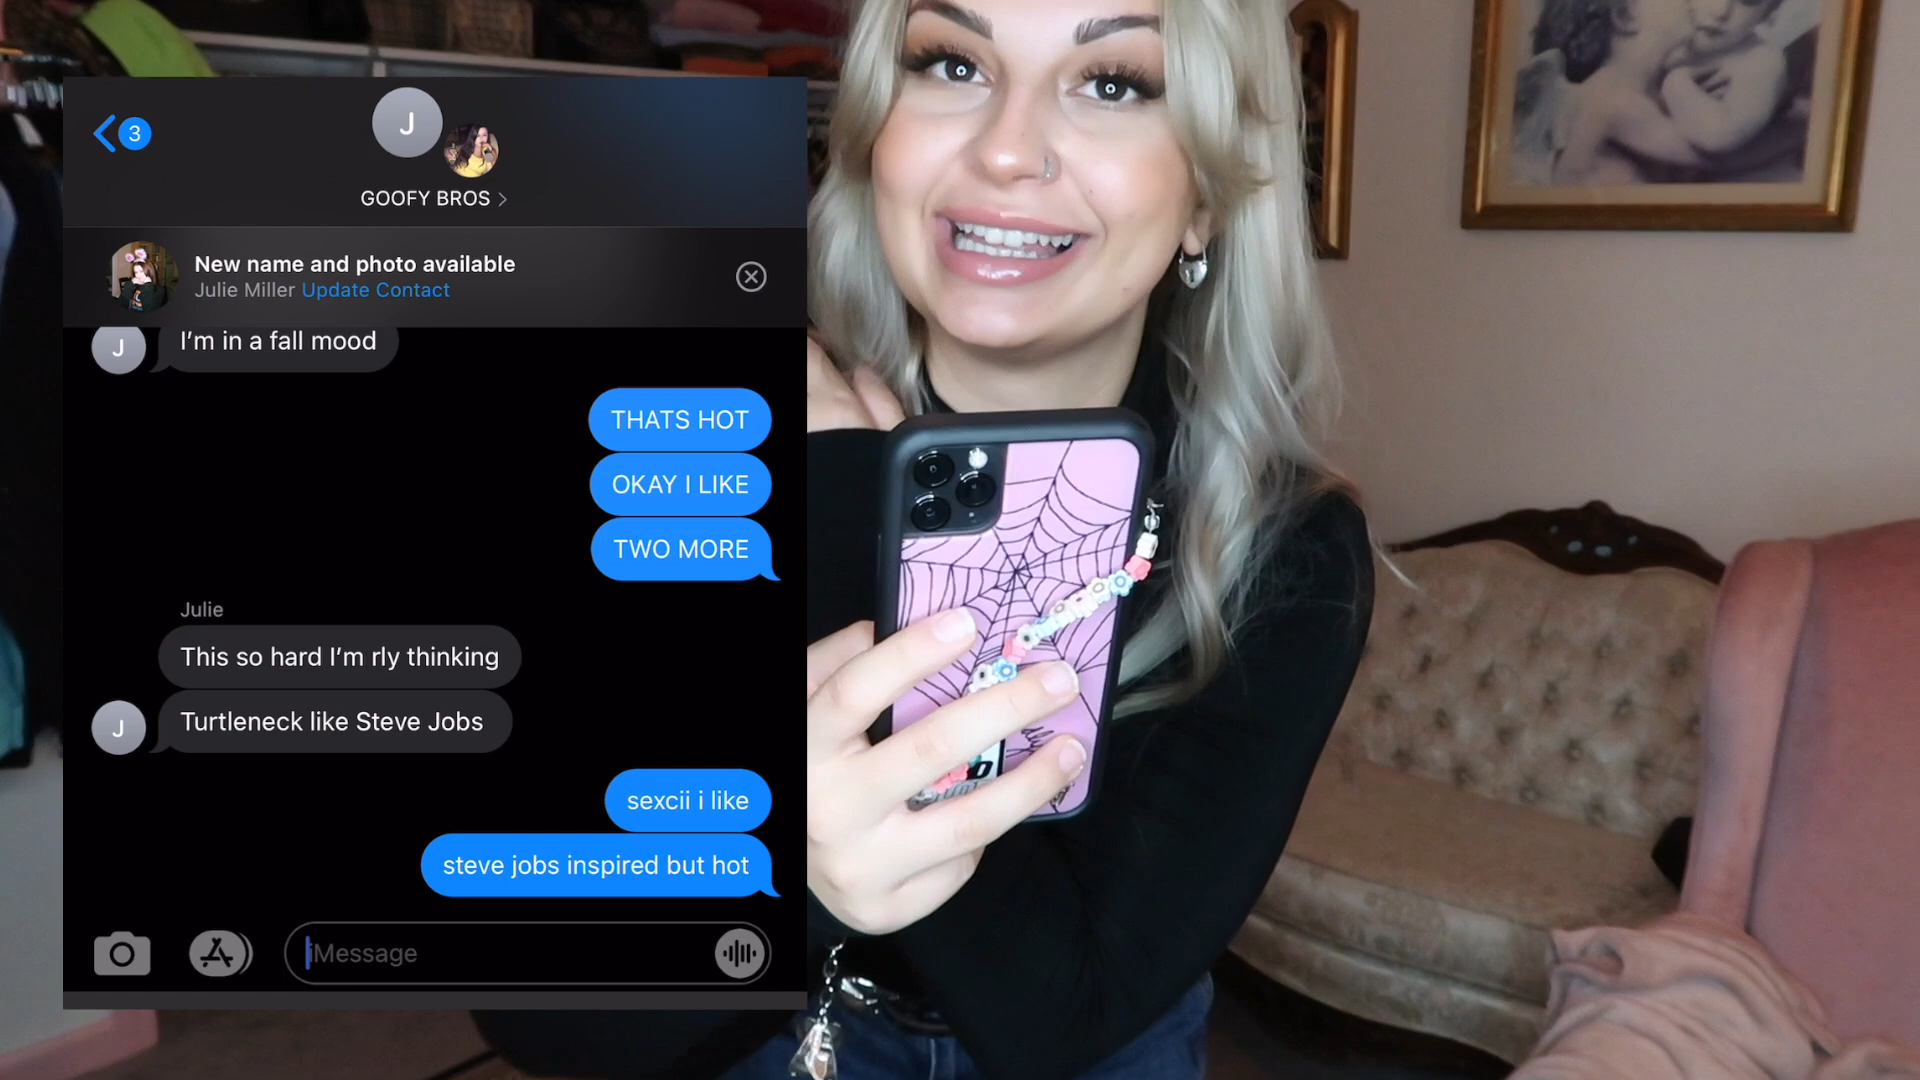 3
J
GOOFY BROS
New name and photo available
Julie Miller Update Contact
J
I'm in a fall mood
THATS HOT
OKAY I LIKE
TWO MORE
Julie
This so hard I'm rly thinking
J
Turtleneck like Steve Jobs
sexcii i like
steve jobs inspired but hot
iMessage